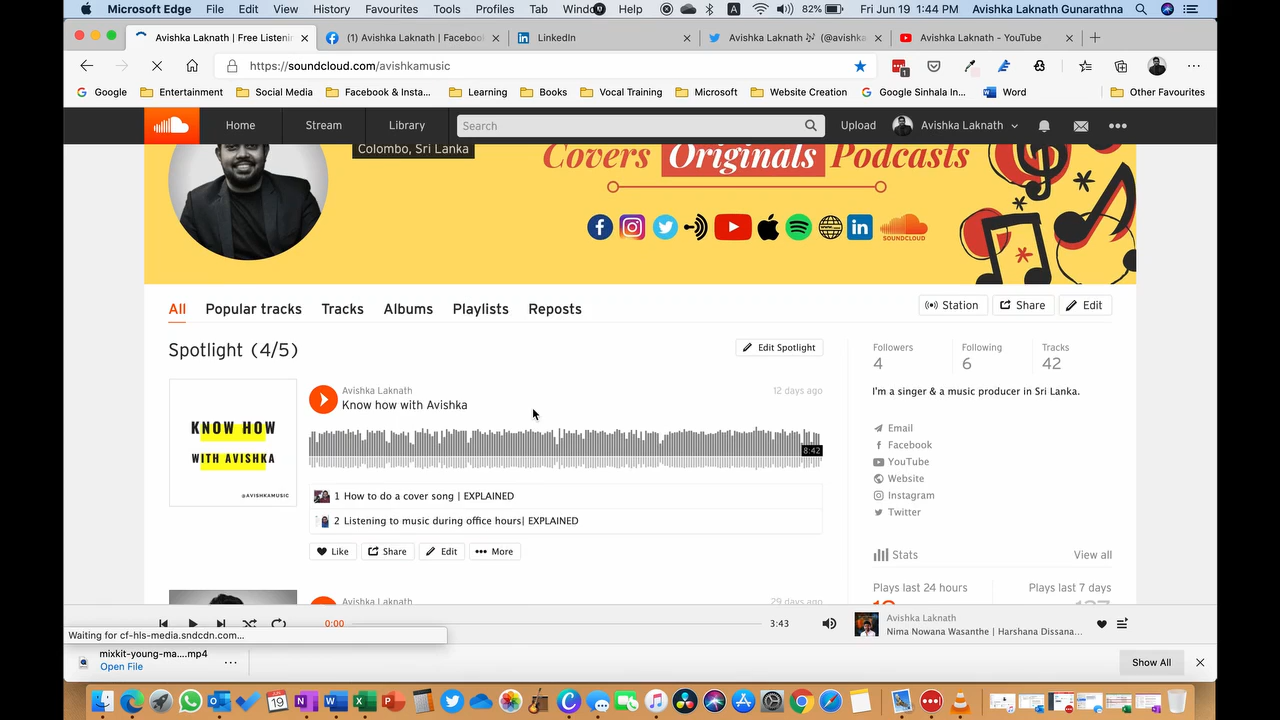 Microsoft Edge File Edit View History Favourites Tools Profiles Tab Window Help A 82% Fri Jun 19 1:44 PM Avishka Laknath Gunarathna
Avishka Laknath | Free Listenin
(1) Avishka Laknath | Facebook
LinkedIn
Avishka Laknath 🎶 (@avishka
Avishka Laknath - YouTube
https://soundcloud.com/avishkamusic
1
Google Entertainment Social Media Facebook & Insta... Learning Books Vocal Training Microsoft Website Creation Google Sinhala In... Word Other Favourites
Home Stream Library Search Upload Avishka Laknath
Colombo, Sri Lanka
Covers Originals Podcasts
SOUNDCLOUD
All Popular tracks Tracks Albums Playlists Reposts Station Share Edit
Spotlight (4/5)
Edit Spotlight
KNOW HOW
WITH AVISHKA
@AVISHKAMUSIC
Avishka Laknath
12 days ago
Know how with Avishka
8:42
1 How to do a cover song | EXPLAINED
2 Listening to music during office hours| EXPLAINED
Like Share Edit More
Avishka Laknath
29 days ago
Followers Following Tracks
4 6 42
I'm a singer & a music producer in Sri Lanka.
Email
Facebook
YouTube
Website
Instagram
Twitter
Stats View all
Plays last 24 hours Plays last 7 days
0:00 3:43
Avishka Laknath
Nima Nowana Wasanthe | Harshana Dissana...
Waiting for cf-hls-media.sndcdn.com...
mixkit-young-ma....mp4
Open File
Show All
JUN
19